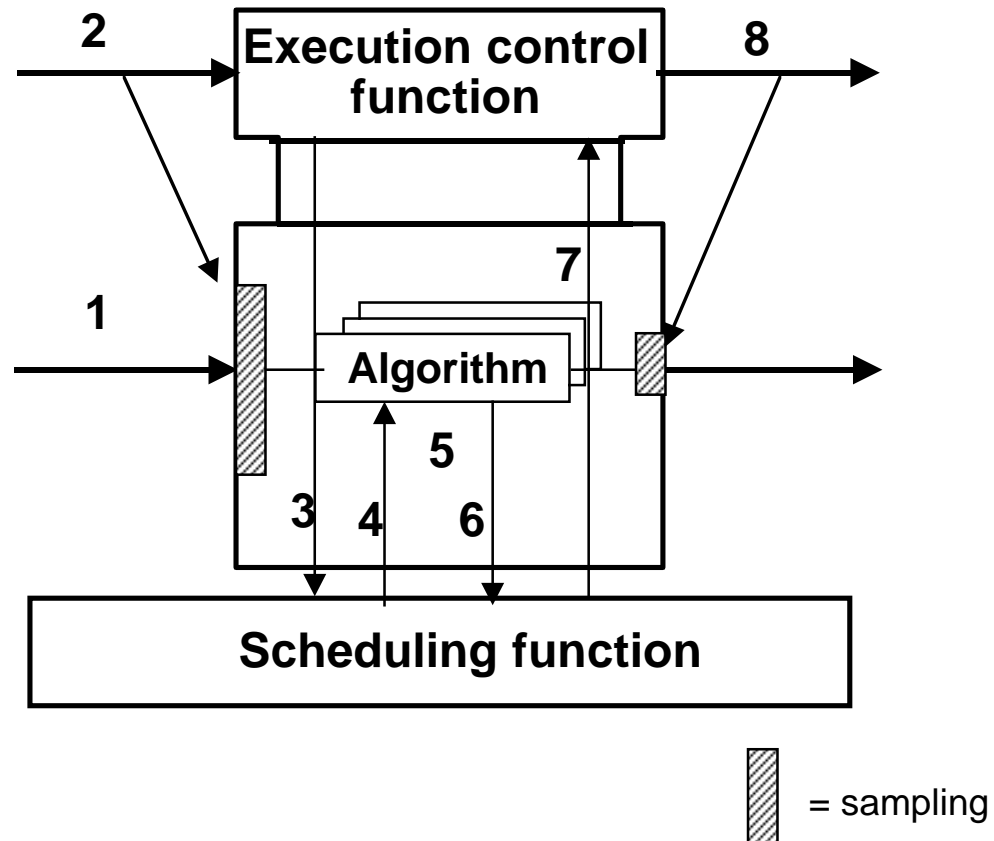 2
Execution control
function
8
1
7
Algorithm
5
3
4
6
Scheduling function
= sampling